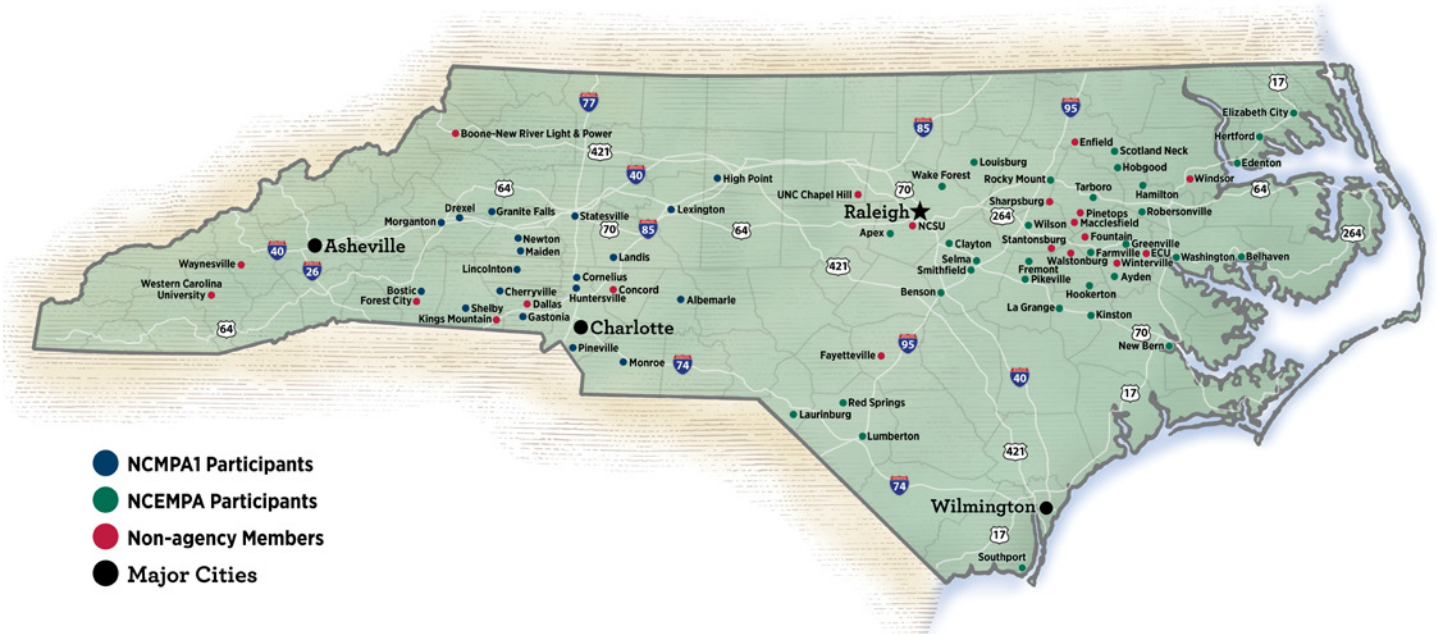 17
Elizabeth City
77
95
85
Hertford
Boone-New River Light & Power
421
Enfield
Scotland Neck
Edenton
Louisburg
Hobgood
40
High Point
Wake Forest
Rocky Mount
Windsor
64
UNC Chapel Hill
70
Tarboro
Hamilton
64
Drexel
Granite Falls
Lexington
Sharpsburg
Raleigh
264
Pinetops
Robersonville
Morganton
Statesville
70
85
64
NCSU
Wilson
Macclesfield
264
Apex
Stantonsburg
Fountain
Newton
Clayton
Greenville
Asheville
40
Maiden
Landis
Selma
Walstonburg
Farmville
ECU
Washington
Belhaven
Waynesville
26
Lincolnton
421
Smithfield
Fremont
Winterville
Western Carolina
University
Cornelius
Pikeville
Ayden
Bostic
Cherryville
Huntersville
Concord
Benson
Hookerton
Forest City
Dallas
Albemarle
Shelby
La Grange
Kings Mountain
Gastonia
Kinston
64
Charlotte
70
Pineville
95
New Bern
Monroe
74
Fayetteville
40
17
Red Springs
Laurinburg
Lumberton
421
74
Wilmington
17
Southport
NCMPA1 Participants
NCEMPA Participants
Non-agency Members
Major Cities